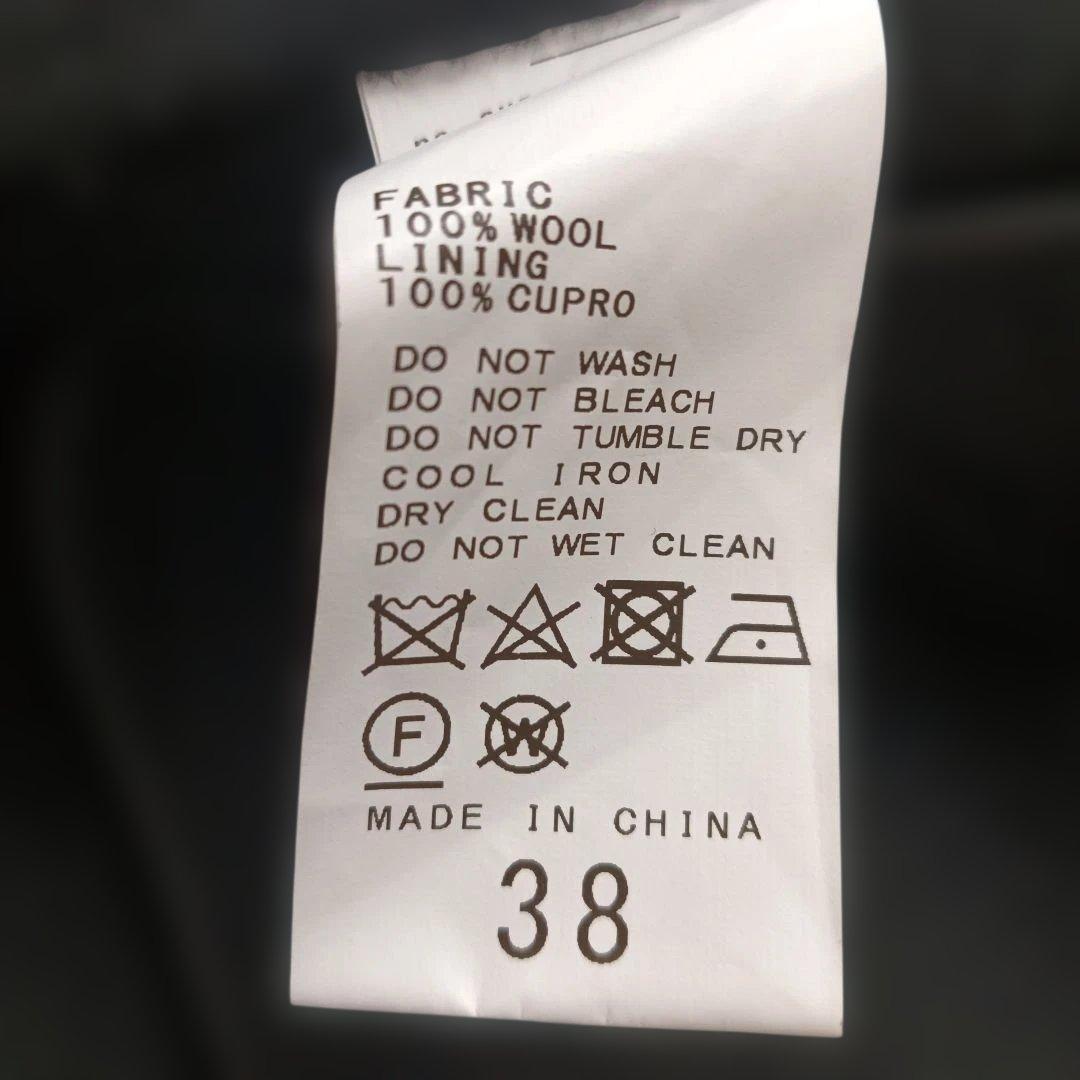 FABRIC
100% WOOL
LINING
100% CUPRO
DO NOT WASH
DO NOT BLEACH
DO NOT TUMBLE DRY
COOL IRON
DRY CLEAN
DO NOT WET CLEAN
F W
MADE IN CHINA
38